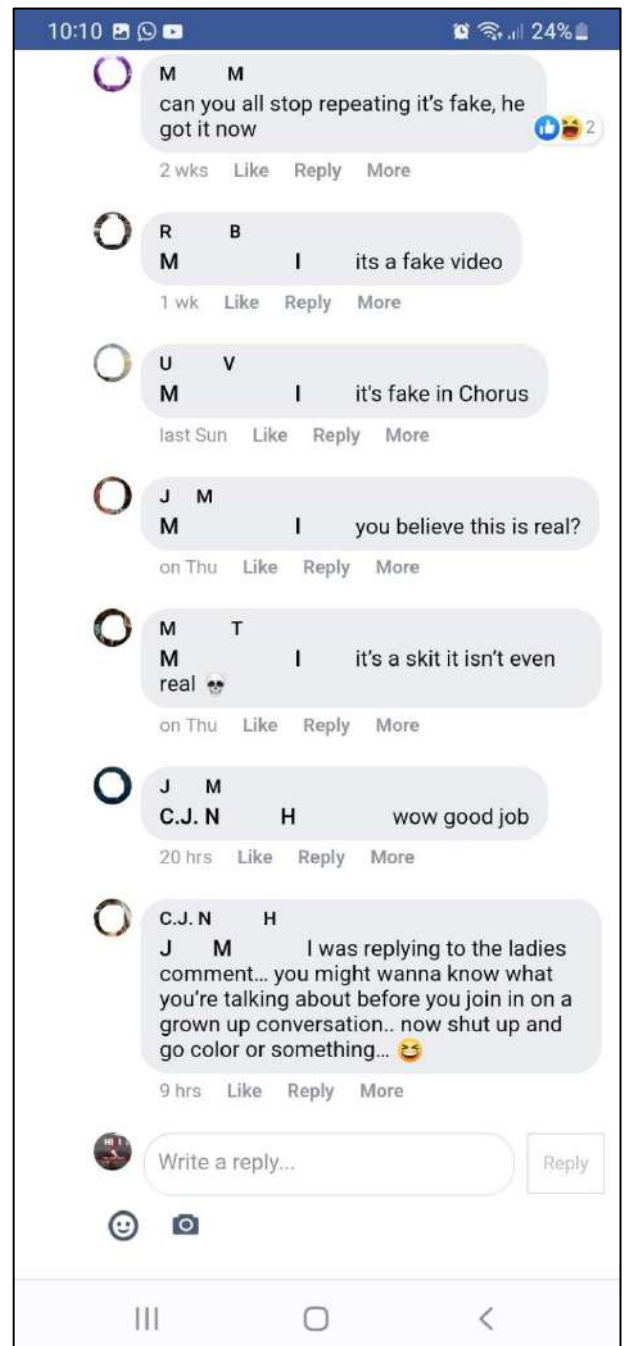 10:10 24%
M M
can you all stop repeating it's fake, he
got it now
2
2 wks Like Reply More
R B
M I its a fake video
1 wk Like Reply More
U V
M I it's fake in Chorus
last Sun Like Reply More
J M
M I you believe this is real?
on Thu Like Reply More
M T
M I it's a skit it isn't even
real 💀
on Thu Like Reply More
J M
C.J. N H wow good job
20 hrs Like Reply More
C.J. N H
J M I was replying to the ladies
comment... you might wanna know what
you're talking about before you join in on a
grown up conversation.. now shut up and
go color or something... 😆
9 hrs Like Reply More
Write a reply... Reply